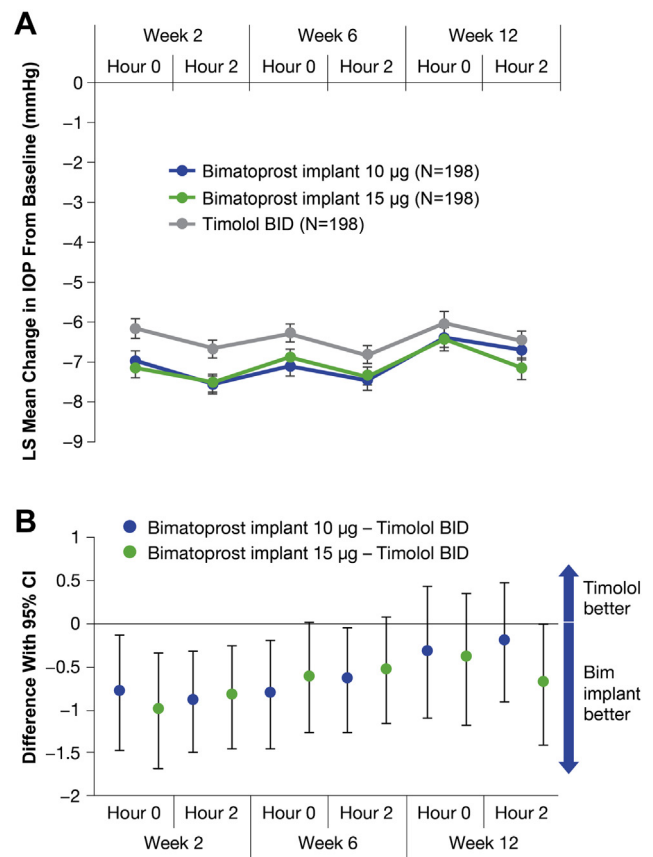 A
Week 2 Week 6 Week 12
Hour 0 Hour 2 Hour 0 Hour 2 Hour 0 Hour 2
LS Mean Change in IOP From Baseline (mmHg)
0
−1
−2
−3
−4
−5
−6
−7
−8
−9
Bimatoprost implant 10 μg (N=198)
Bimatoprost implant 15 μg (N=198)
Timolol BID (N=198)
B
Bimatoprost implant 10 μg – Timolol BID
Bimatoprost implant 15 μg – Timolol BID
Difference With 95% CI
1
0.5
0
−0.5
−1
−1.5
−2
Timolol
better
Bim
implant
better
Hour 0 Hour 2 Hour 0 Hour 2 Hour 0 Hour 2
Week 2 Week 6 Week 12